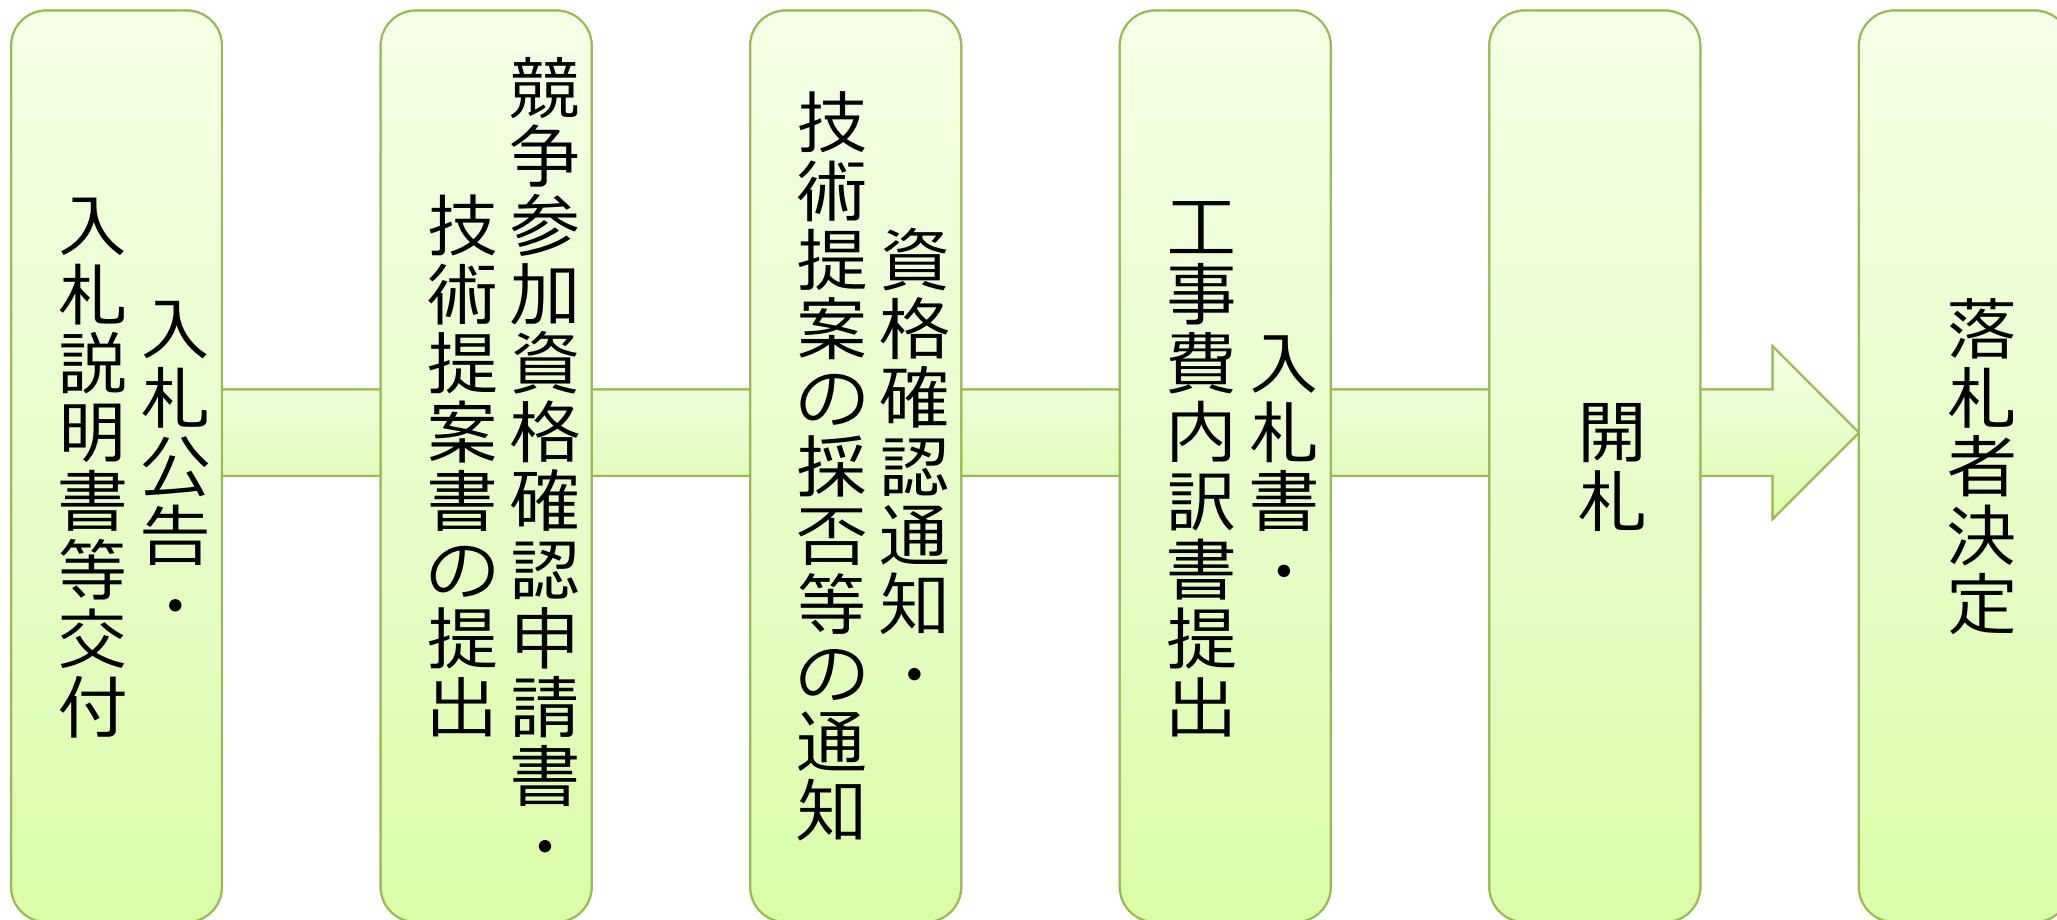 入札公告・
入札説明書等交付
競争参加資格確認申請書・
技術提案書の提出
資格確認通知・
技術提案の採否等の通知
入札書・
工事費内訳書提出
開札
落札者決定